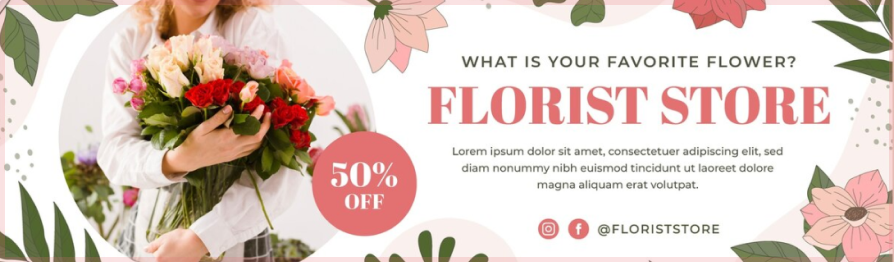 WHAT IS YOUR FAVORITE FLOWER?
FLORIST STORE
Lorem ipsum dolor sit amet, consectetuer adipiscing elit, sed
diam nonummy nibh euismod tincidunt ut laoreet dolore
magna aliquam erat volutpat.
50%
OFF
@FLORISTSTORE